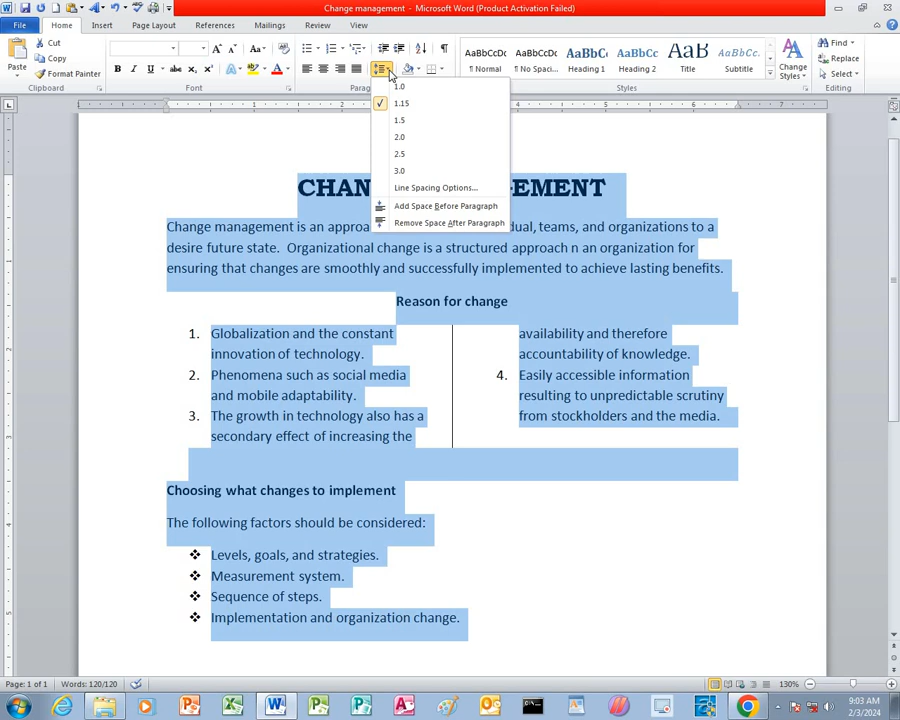 Change management - Microsoft Word (Product Activation Failed)
File Home Insert Page Layout References Mailings Review View
Paste
Cut
Copy
Format Painter
Clipboard
B I U abc x₂ x² Aa
Font
Parag
AaBbCcDc AaBbCcDc AaBbCc AaBbCc AaB AaBbCc.
¶ Normal ¶ No Spaci... Heading 1 Heading 2 Title Subtitle
Change Styles
Styles
Find
Replace
Select
Editing
1.0
1.15
1.5
2.0
2.5
3.0
Line Spacing Options...
Add Space Before Paragraph
Remove Space After Paragraph
CHAN GEMENT
Change management is an approa dual, teams, and organizations to a
desire future state. Organizational change is a structured approach n an organization for
ensuring that changes are smoothly and successfully implemented to achieve lasting benefits.
Reason for change
1. Globalization and the constant
innovation of technology.
2. Phenomena such as social media
and mobile adaptability.
3. The growth in technology also has a
secondary effect of increasing the
availability and therefore
accountability of knowledge.
4. Easily accessible information
resulting to unpredictable scrutiny
from stockholders and the media.
Choosing what changes to implement
The following factors should be considered:
❖ Levels, goals, and strategies.
❖ Measurement system.
❖ Sequence of steps.
❖ Implementation and organization change.
Page: 1 of 1 Words: 120/120 130%
9:03 AM
2/3/2024